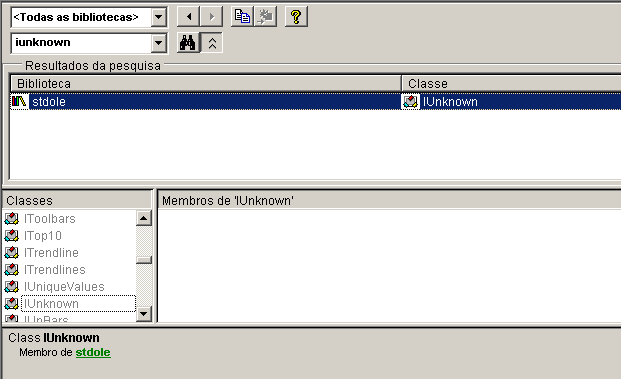 <Todas as bibliotecas>
iunknown
Resultados da pesquisa
Biblioteca Classe
stdole IUnknown
Classes Membros de 'IUnknown'
IToolbars
ITop10
ITrendline
ITrendlines
IUniqueValues
IUnknown
IUpBars
Class IUnknown
Membro de stdole